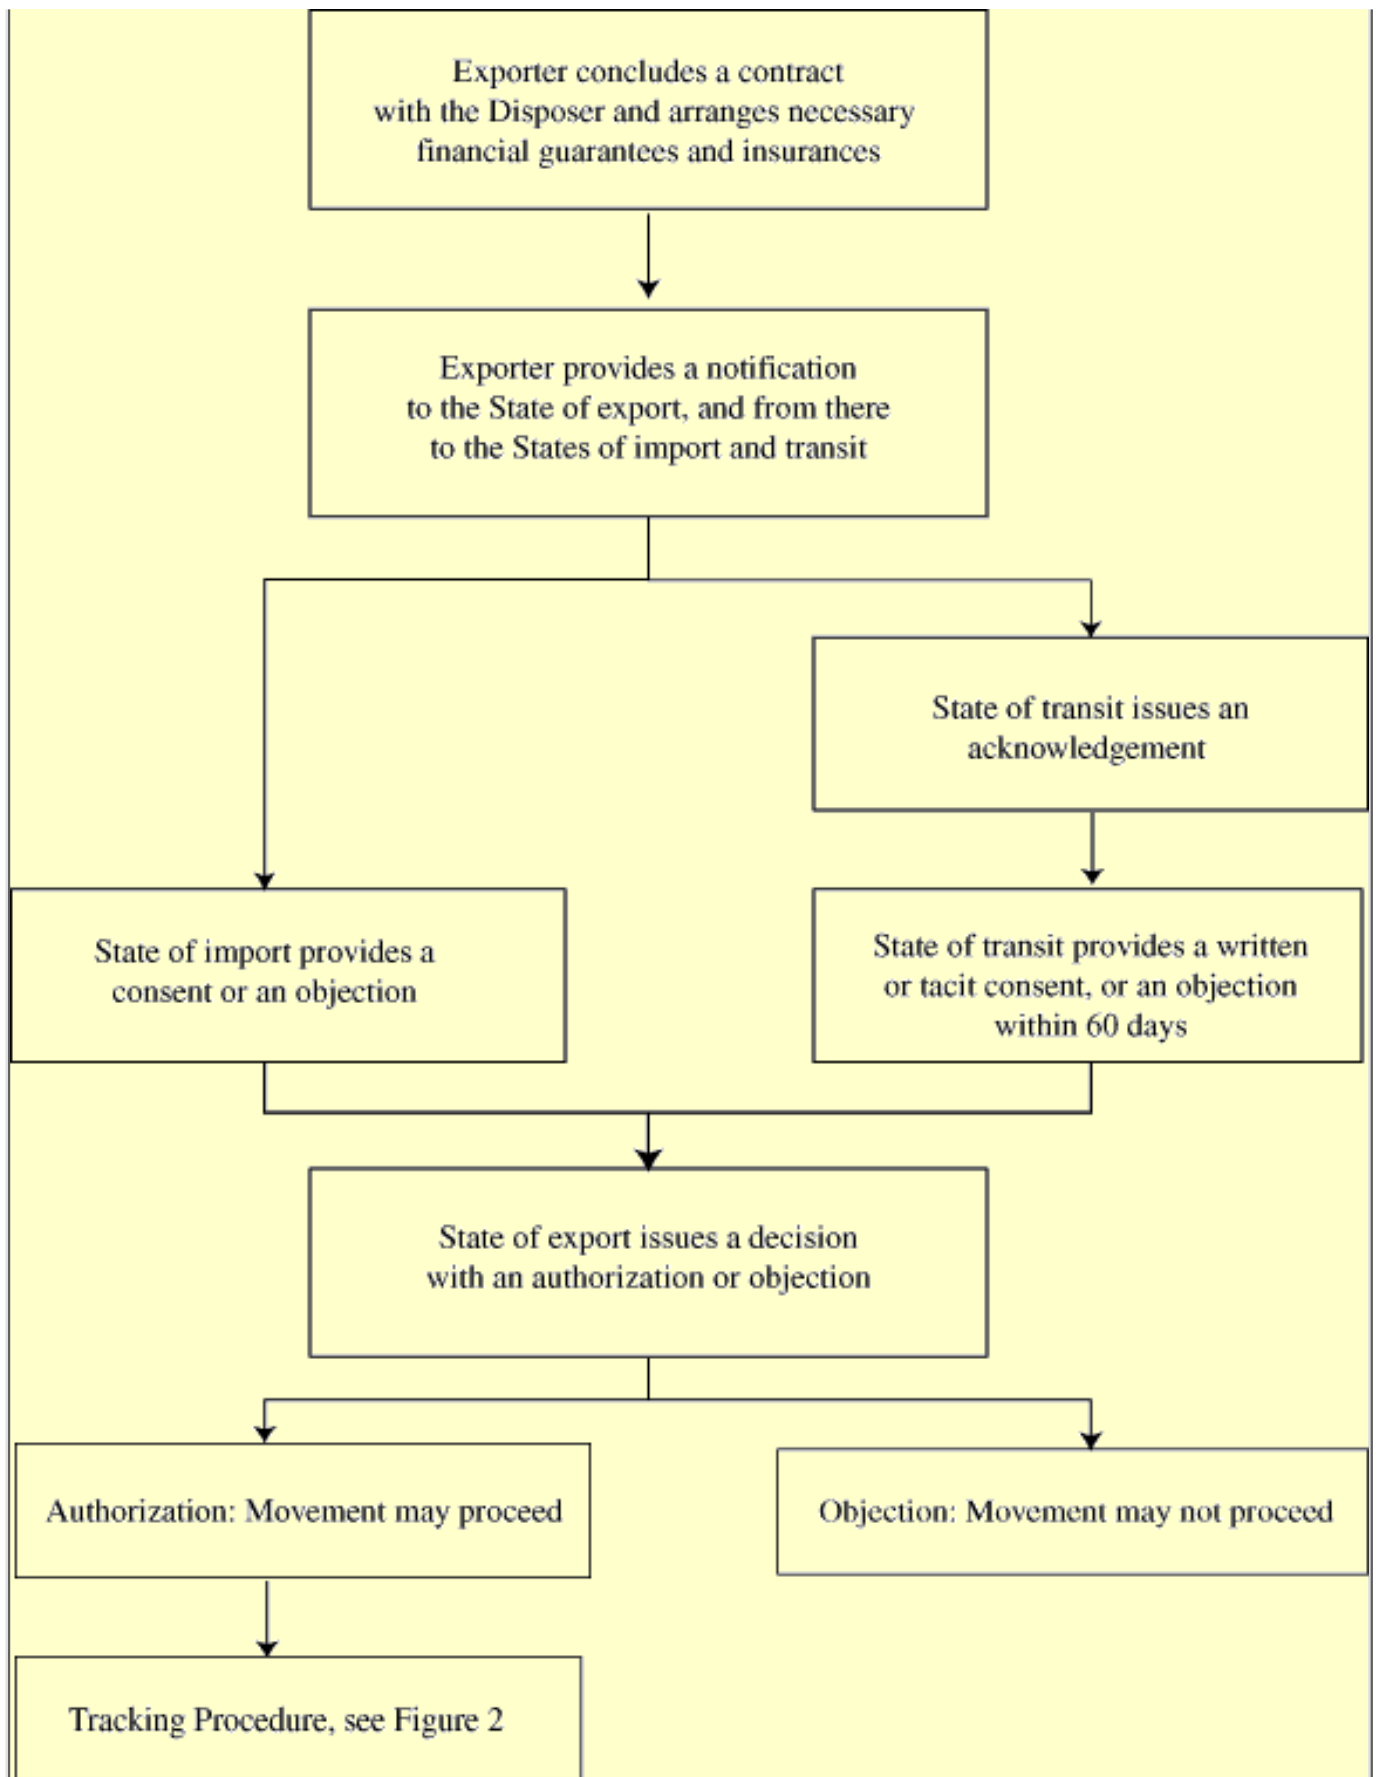 Exporter concludes a contract
with the Disposer and arranges necessary
financial guarantees and insurances
Exporter provides a notification
to the State of export, and from there
to the States of import and transit
State of transit issues an
acknowledgement
State of import provides a
consent or an objection
State of transit provides a written
or tacit consent, or an objection
within 60 days
State of export issues a decision
with an authorization or objection
Authorization: Movement may proceed
Objection: Movement may not proceed
Tracking Procedure, see Figure 2